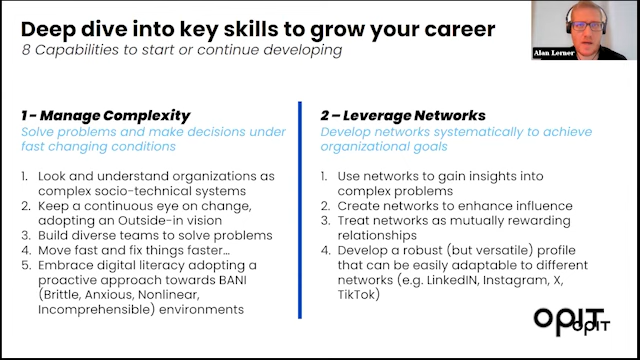 Deep dive into key skills to grow your career
8 Capabilities to start or continue developing
Alan Lerner
1 - Manage Complexity
Solve problems and make decisions under
fast changing conditions
1. Look and understand organizations as
complex socio-technical systems
2. Keep a continuous eye on change,
adopting an Outside-in vision
3. Build diverse teams to solve problems
4. Move fast and fix things faster...
5. Embrace digital literacy adopting a
proactive approach towards BANI
(Brittle, Anxious, Nonlinear,
Incomprehensible) environments
2 – Leverage Networks
Develop networks systematically to achieve
organizational goals
1. Use networks to gain insights into
complex problems
2. Create networks to enhance influence
3. Treat networks as mutually rewarding
relationships
4. Develop a robust (but versatile) profile
that can be easily adaptable to different
networks (e.g. LinkedIN, Instagram, X,
TikTok)
OPIT
OPIT